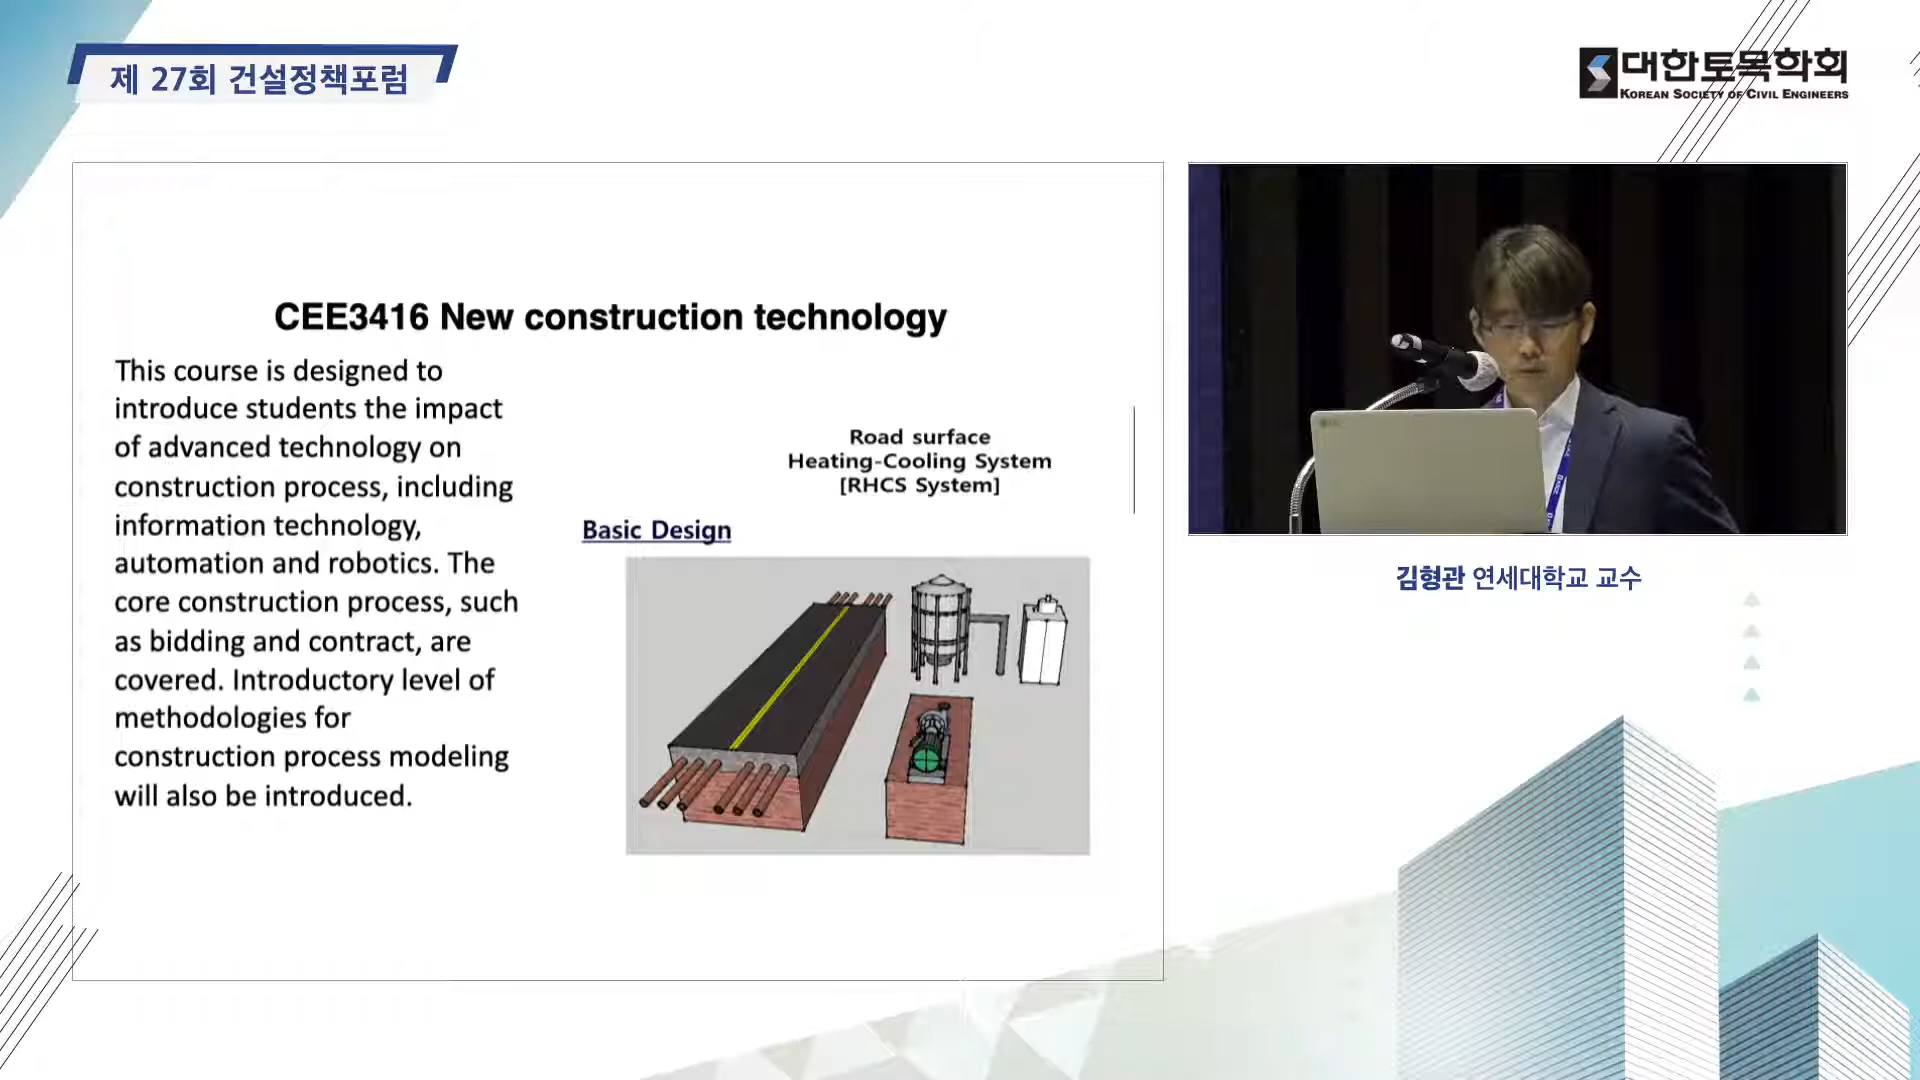 제 27회 건설정책포럼
대한토목학회
KOREAN SOCIETY OF CIVIL ENGINEERS
CEE3416 New construction technology
This course is designed to
introduce students the impact
of advanced technology on
construction process, including
information technology,
automation and robotics. The
core construction process, such
as bidding and contract, are
covered. Introductory level of
methodologies for
construction process modeling
will also be introduced.
Road surface
Heating-Cooling System
[RHCS System]
Basic Design
김형관 연세대학교 교수